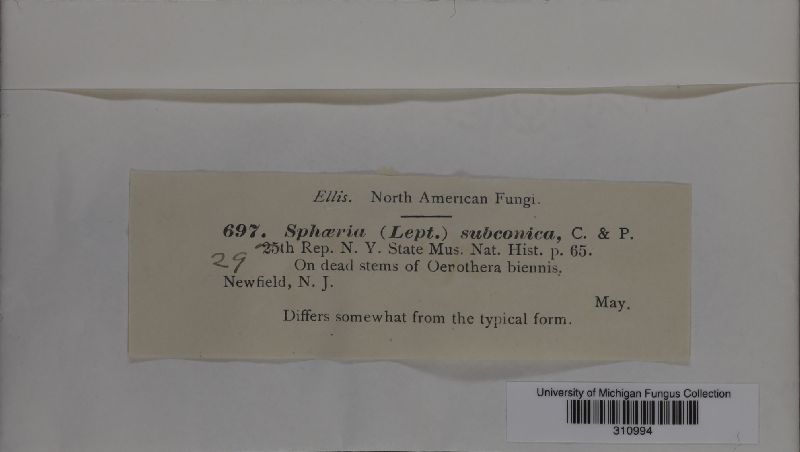 Ellis. North American Fungi.
697. Sphæria (Lept.) subconica, C. & P.
25th Rep. N. Y. State Mus. Nat. Hist. p. 65.
29
On dead stems of Oenothera biennis.
Newfield, N. J.
May.
Differs somewhat from the typical form.
University of Michigan Fungus Collection
310994